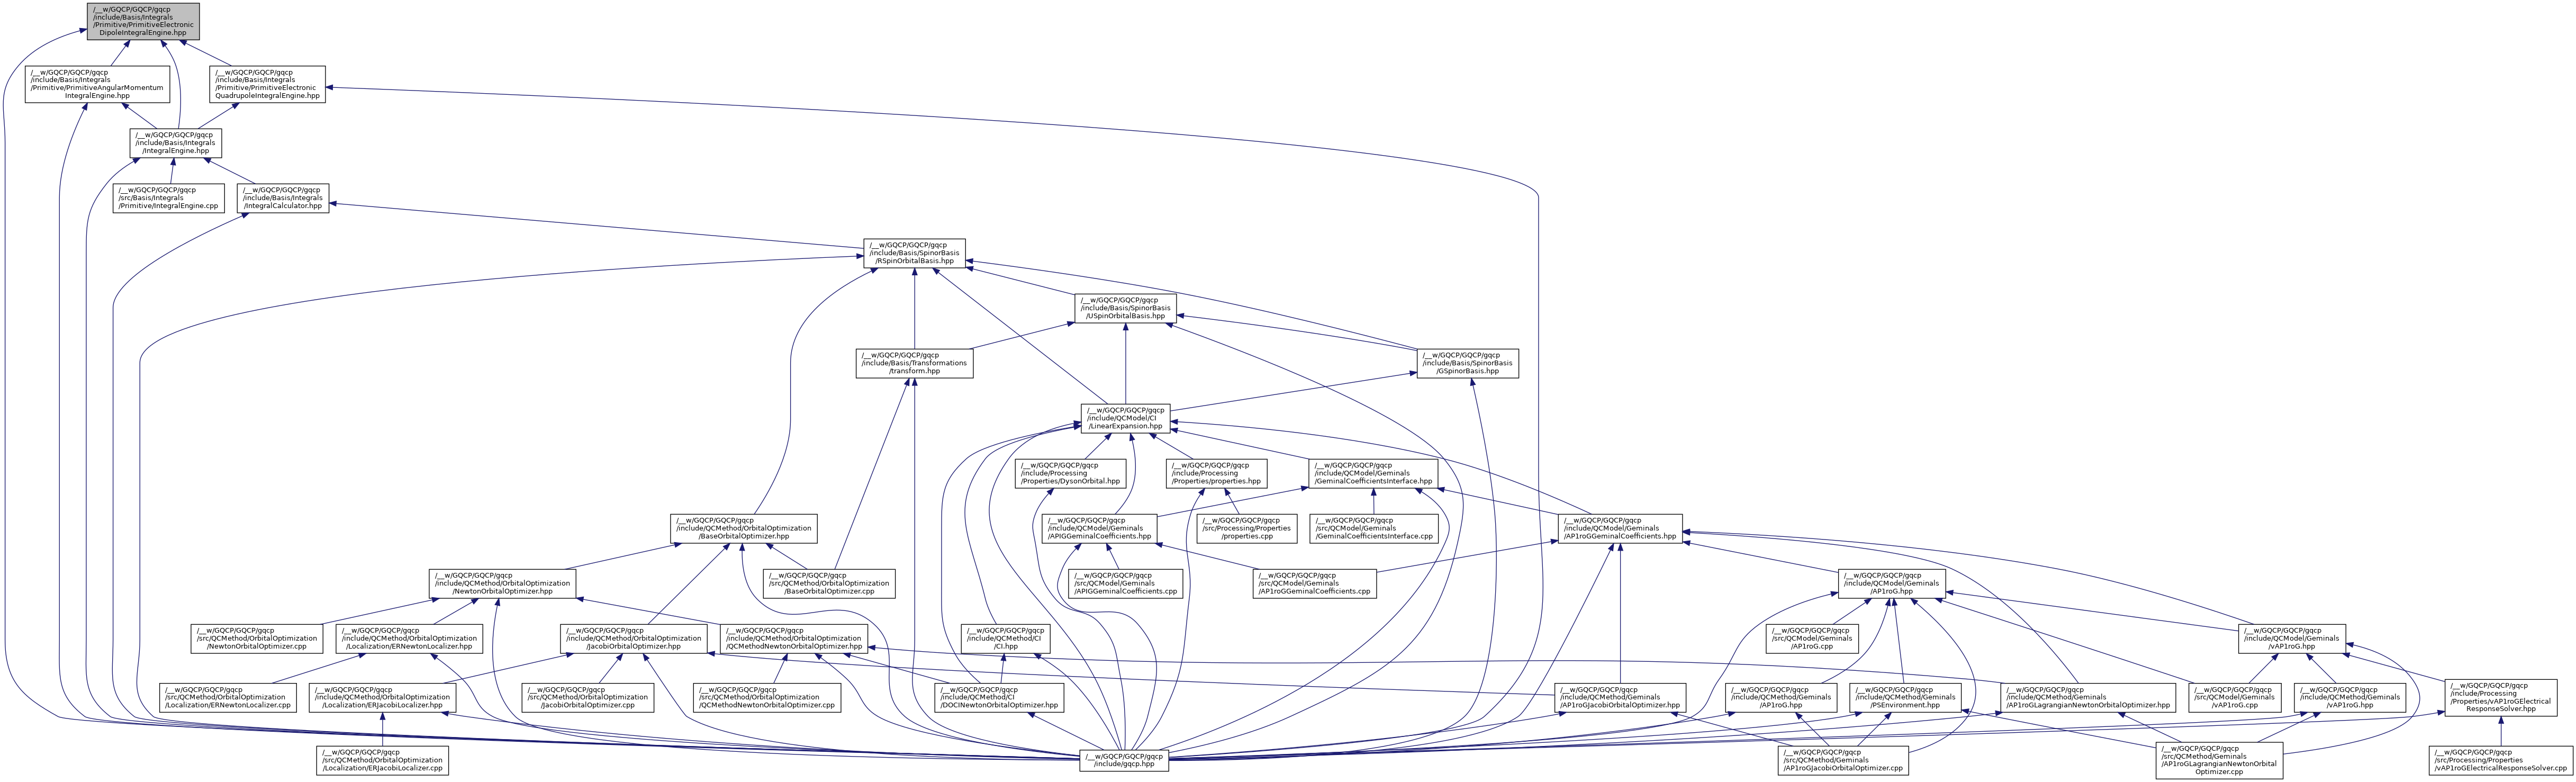 /__w/GQCP/GQCP/gqcp
/include/Basis/Integrals
/Primitive/PrimitiveElectronic
DipoleIntegralEngine.hpp
/__w/GQCP/GQCP/gqcp
/include/Basis/Integrals
/Primitive/PrimitiveAngularMomentum
IntegralEngine.hpp
/__w/GQCP/GQCP/gqcp
/include/Basis/Integrals
/Primitive/PrimitiveElectronic
QuadrupoleIntegralEngine.hpp
/__w/GQCP/GQCP/gqcp
/include/Basis/Integrals
/IntegralEngine.hpp
/__w/GQCP/GQCP/gqcp
/src/Basis/Integrals
/Primitive/IntegralEngine.cpp
/__w/GQCP/GQCP/gqcp
/include/Basis/Integrals
/IntegralCalculator.hpp
/__w/GQCP/GQCP/gqcp
/include/Basis/SpinorBasis
/RSpinOrbitalBasis.hpp
/__w/GQCP/GQCP/gqcp
/include/Basis/SpinorBasis
/USpinOrbitalBasis.hpp
/__w/GQCP/GQCP/gqcp
/include/Basis/Transformations
/transform.hpp
/__w/GQCP/GQCP/gqcp
/include/Basis/SpinorBasis
/GSpinorBasis.hpp
/__w/GQCP/GQCP/gqcp
/include/QCModel/CI
/LinearExpansion.hpp
/__w/GQCP/GQCP/gqcp
/include/Processing
/Properties/DysonOrbital.hpp
/__w/GQCP/GQCP/gqcp
/include/Processing
/Properties/properties.hpp
/__w/GQCP/GQCP/gqcp
/include/QCModel/Geminals
/GeminalCoefficientsInterface.hpp
/__w/GQCP/GQCP/gqcp
/include/QCMethod/OrbitalOptimization
/BaseOrbitalOptimizer.hpp
/__w/GQCP/GQCP/gqcp
/include/QCModel/Geminals
/APIGGeminalCoefficients.hpp
/__w/GQCP/GQCP/gqcp
/src/Processing/Properties
/properties.cpp
/__w/GQCP/GQCP/gqcp
/src/QCModel/Geminals
/GeminalCoefficientsInterface.cpp
/__w/GQCP/GQCP/gqcp
/include/QCModel/Geminals
/AP1roGGeminalCoefficients.hpp
/__w/GQCP/GQCP/gqcp
/include/QCMethod/OrbitalOptimization
/NewtonOrbitalOptimizer.hpp
/__w/GQCP/GQCP/gqcp
/src/QCMethod/OrbitalOptimization
/BaseOrbitalOptimizer.cpp
/__w/GQCP/GQCP/gqcp
/src/QCModel/Geminals
/APIGGeminalCoefficients.cpp
/__w/GQCP/GQCP/gqcp
/src/QCModel/Geminals
/AP1roGGeminalCoefficients.cpp
/__w/GQCP/GQCP/gqcp
/include/QCModel/Geminals
/AP1roG.hpp
/__w/GQCP/GQCP/gqcp
/src/QCMethod/OrbitalOptimization
/NewtonOrbitalOptimizer.cpp
/__w/GQCP/GQCP/gqcp
/include/QCMethod/OrbitalOptimization
/Localization/ERNewtonLocalizer.hpp
/__w/GQCP/GQCP/gqcp
/include/QCMethod/OrbitalOptimization
/JacobiOrbitalOptimizer.hpp
/__w/GQCP/GQCP/gqcp
/include/QCMethod/OrbitalOptimization
/QCMethodNewtonOrbitalOptimizer.hpp
/__w/GQCP/GQCP/gqcp
/include/QCMethod/CI
/CI.hpp
/__w/GQCP/GQCP/gqcp
/src/QCModel/Geminals
/AP1roG.cpp
/__w/GQCP/GQCP/gqcp
/include/QCModel/Geminals
/vAP1roG.hpp
/__w/GQCP/GQCP/gqcp
/src/QCMethod/OrbitalOptimization
/Localization/ERNewtonLocalizer.cpp
/__w/GQCP/GQCP/gqcp
/include/QCMethod/OrbitalOptimization
/Localization/ERJacobiLocalizer.hpp
/__w/GQCP/GQCP/gqcp
/src/QCMethod/OrbitalOptimization
/JacobiOrbitalOptimizer.cpp
/__w/GQCP/GQCP/gqcp
/src/QCMethod/OrbitalOptimization
/QCMethodNewtonOrbitalOptimizer.cpp
/__w/GQCP/GQCP/gqcp
/include/QCMethod/CI
/DOCINewtonOrbitalOptimizer.hpp
/__w/GQCP/GQCP/gqcp
/include/QCMethod/Geminals
/AP1roGJacobiOrbitalOptimizer.hpp
/__w/GQCP/GQCP/gqcp
/include/QCMethod/Geminals
/AP1roG.hpp
/__w/GQCP/GQCP/gqcp
/include/QCMethod/Geminals
/PSEnvironment.hpp
/__w/GQCP/GQCP/gqcp
/include/QCMethod/Geminals
/AP1roGLagrangianNewtonOrbitalOptimizer.hpp
/__w/GQCP/GQCP/gqcp
/src/QCModel/Geminals
/vAP1roG.cpp
/__w/GQCP/GQCP/gqcp
/include/QCMethod/Geminals
/vAP1roG.hpp
/__w/GQCP/GQCP/gqcp
/include/Processing
/Properties/vAP1roGElectrical
ResponseSolver.hpp
/__w/GQCP/GQCP/gqcp
/src/QCMethod/OrbitalOptimization
/Localization/ERJacobiLocalizer.cpp
/__w/GQCP/GQCP/gqcp
/include/gqcp.hpp
/__w/GQCP/GQCP/gqcp
/src/QCMethod/Geminals
/AP1roGJacobiOrbitalOptimizer.cpp
/__w/GQCP/GQCP/gqcp
/src/QCMethod/Geminals
/AP1roGLagrangianNewtonOrbital
Optimizer.cpp
/__w/GQCP/GQCP/gqcp
/src/Processing/Properties
/vAP1roGElectricalResponseSolver.cpp